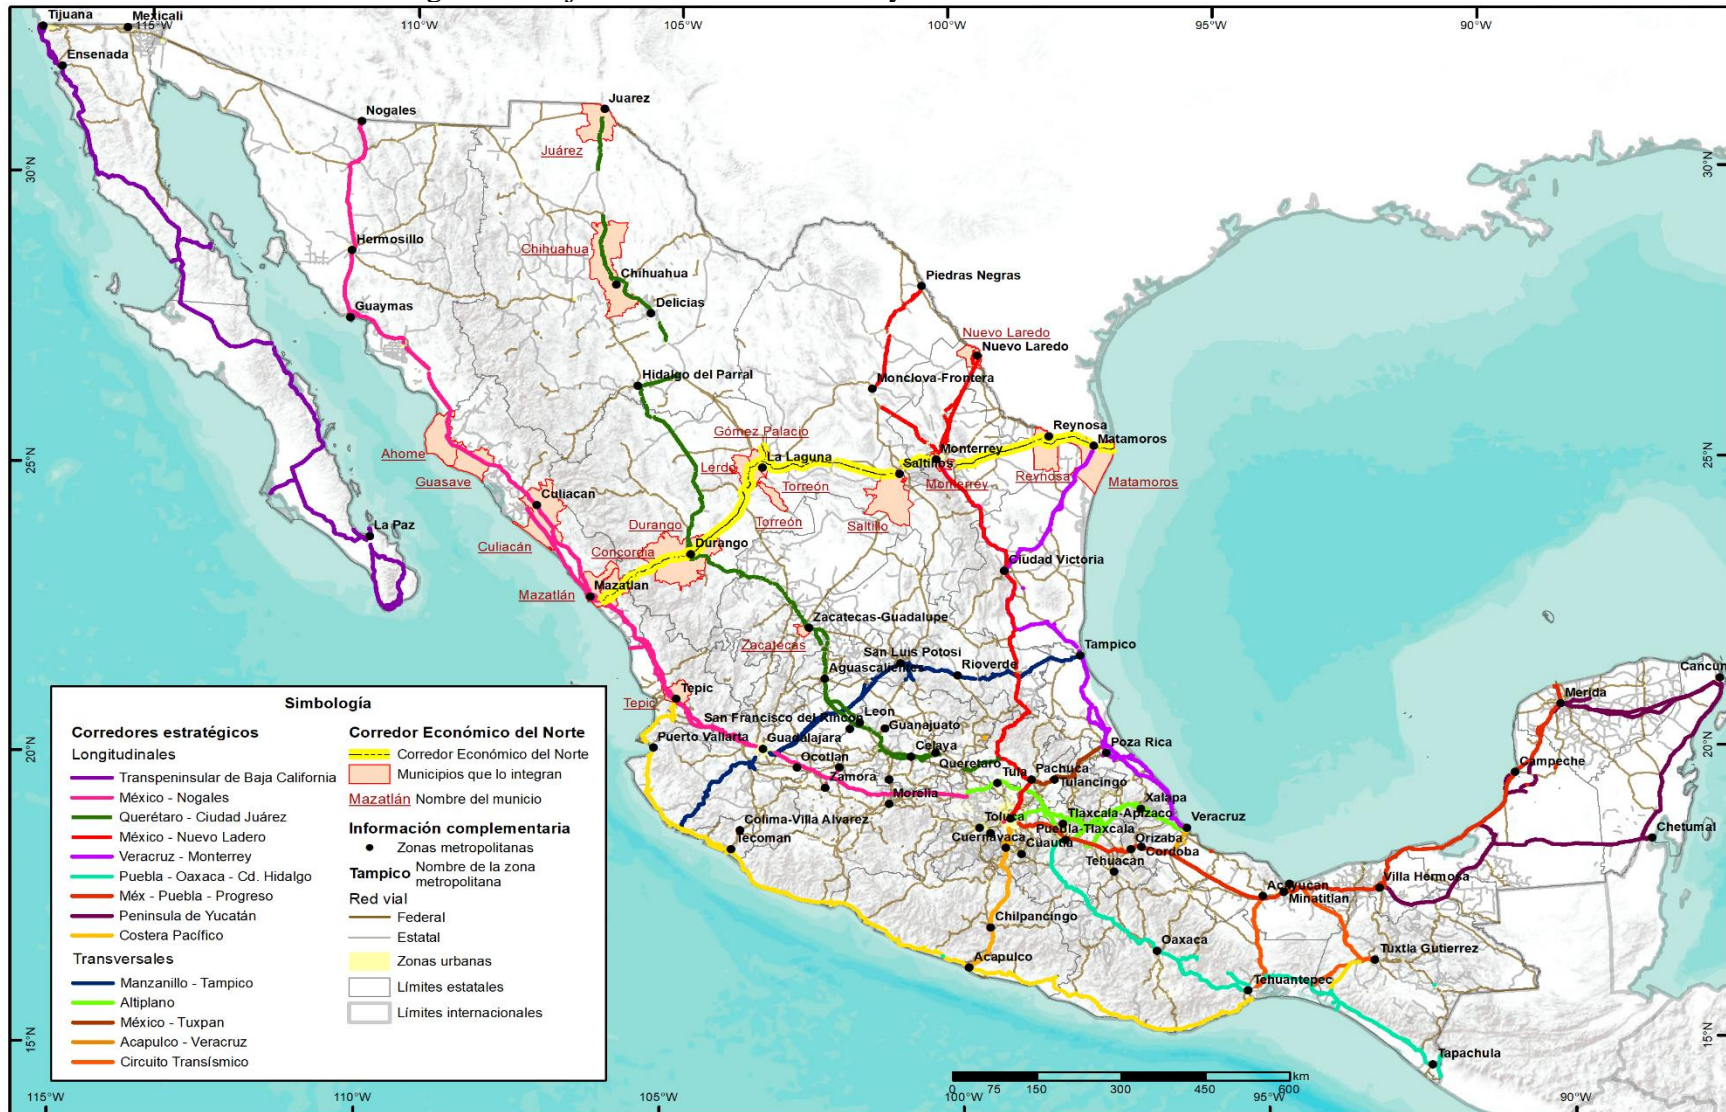 115°W
110°W
105°W
100°W
95°W
90°W
Tijuana
Mexicali
Ensenada
Nogales
Juarez
Juárez
30°N
30°N
Hermosillo
Chihuahua
Chihuahua
Delicias
Guaymas
Piedras Negras
Nuevo Laredo
Nuevo Laredo
Hidalgo del Parral
Monclova-Frontera
Gómez Palacio
Reynosa
Matamoros
25°N
25°N
Ahome
Guasave
Lerdo
La Laguna
Torreón
Torreón
Saltillos
Monterrey
Monterrey
Reynosa
Matamoros
Saltillo
Culiacan
Culiacán
La Paz
Durango
Durango
Concordia
Mazatlan
Mazatlán
Ciudad Victoria
Zacatecas-Guadalupe
Zacatecas
San Luis Potosi
Aguascalientes
Rioverde
Tampico
Cancun
Merida
Tepic
Tepic
San Francisco del Rincon
Leon
Guanajuato
Puerto Vallarta
Guadalajara
Ocotlan
Celaya
Queretaro
Poza Rica
20°N
Campeche
Zamora
Tula
Pachuca
Tulancingo
Morelia
Xalapa
Toluca
Tlaxcala-Apizaco
Veracruz
Colima-Villa Alvarez
Tecoman
Puebla-Tlaxcala
Cuernavaca
Cuautla
Orizaba
Cordoba
Tehuacan
Chetumal
Acayucan
Minatitlan
Villa Hermosa
Chilpancingo
Acapulco
Oaxaca
Tuxtla Gutierrez
Tehuantepec
Tapachula
15°N
15°N
Simbología
Corredores estratégicos
Longitudinales
Transpeninsular de Baja California
México - Nogales
Querétaro - Ciudad Juárez
México - Nuevo Ladero
Veracruz - Monterrey
Puebla - Oaxaca - Cd. Hidalgo
Méx - Puebla - Progreso
Peninsula de Yucatán
Costera Pacífico
Transversales
Manzanillo - Tampico
Altiplano
México - Tuxpan
Acapulco - Veracruz
Circuito Transísmico
Corredor Económico del Norte
Corredor Económico del Norte
Municipios que lo integran
Mazatlán Nombre del municio
Información complementaria
Zonas metropolitanas
Tampico Nombre de la zona
metropolitana
Red vial
Federal
Estatal
Zonas urbanas
Límites estatales
Límites internacionales
km
0 75 150 300 450 600
115°W
110°W
105°W
100°W
95°W
90°W